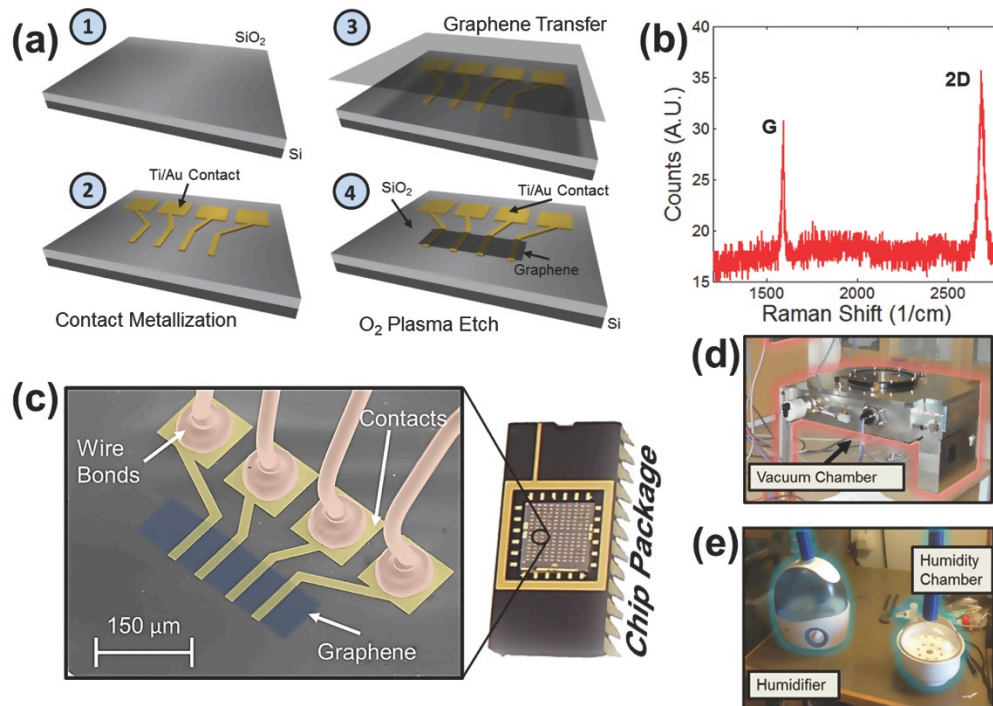 (a)
1
SiO2
Si
2
Ti/Au Contact
Contact Metallization
3
Graphene Transfer
4
SiO2
Ti/Au Contact
Graphene
Si
O2 Plasma Etch
(b)
40
35
30
25
20
15
Counts (A.U.)
G
2D
1500
2000
2500
Raman Shift (1/cm)
(c)
Wire
Bonds
Contacts
150 μm
Graphene
Chip Package
(d)
Vacuum Chamber
(e)
Humidity
Chamber
Humidifier